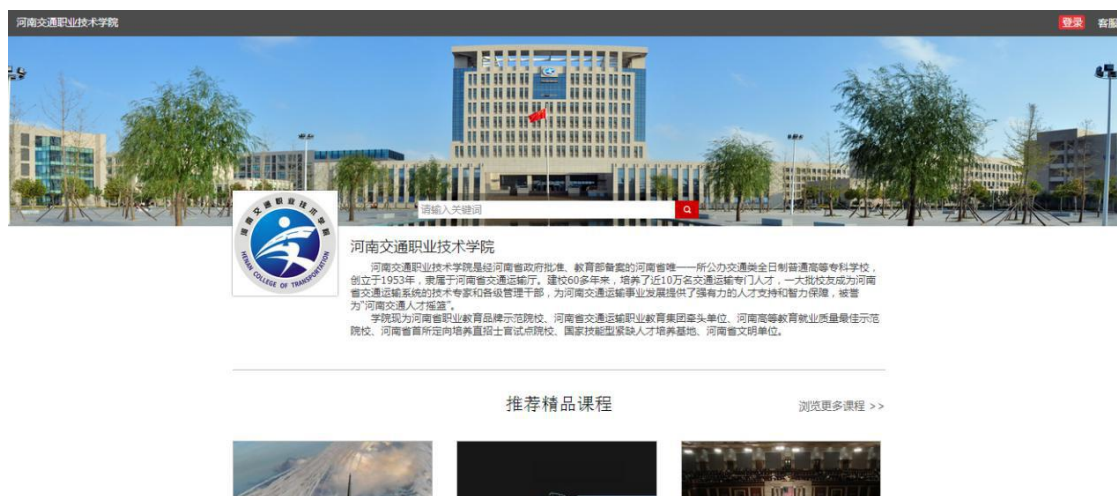 河南交通职业技术学院
登录 客服
请输入关键词
河南交通职业技术学院
HENAN COLLEGE OF TRANSPORTATION
河南交通职业技术学院
河南交通职业技术学院是经河南省政府批准、教育部备案的河南省唯一一所公办交通类全日制普通高等专科学校，
创立于1953年，隶属于河南省交通运输厅。建校60多年来，培养了近10万名交通运输专门人才，一大批校友成为河南
省交通运输系统的技术专家和各级管理干部，为河南交通运输事业发展提供了强有力的人才支持和智力保障，被誉
为“河南交通人才摇篮”。
学院现为河南省职业教育品牌示范院校、河南省交通运输职业教育集团牵头单位、河南高等教育就业质量最佳示范
院校、河南省首所定向培养直招士官试点院校、国家技能型紧缺人才培养基地、河南省文明单位。
推荐精品课程
浏览更多课程 >>